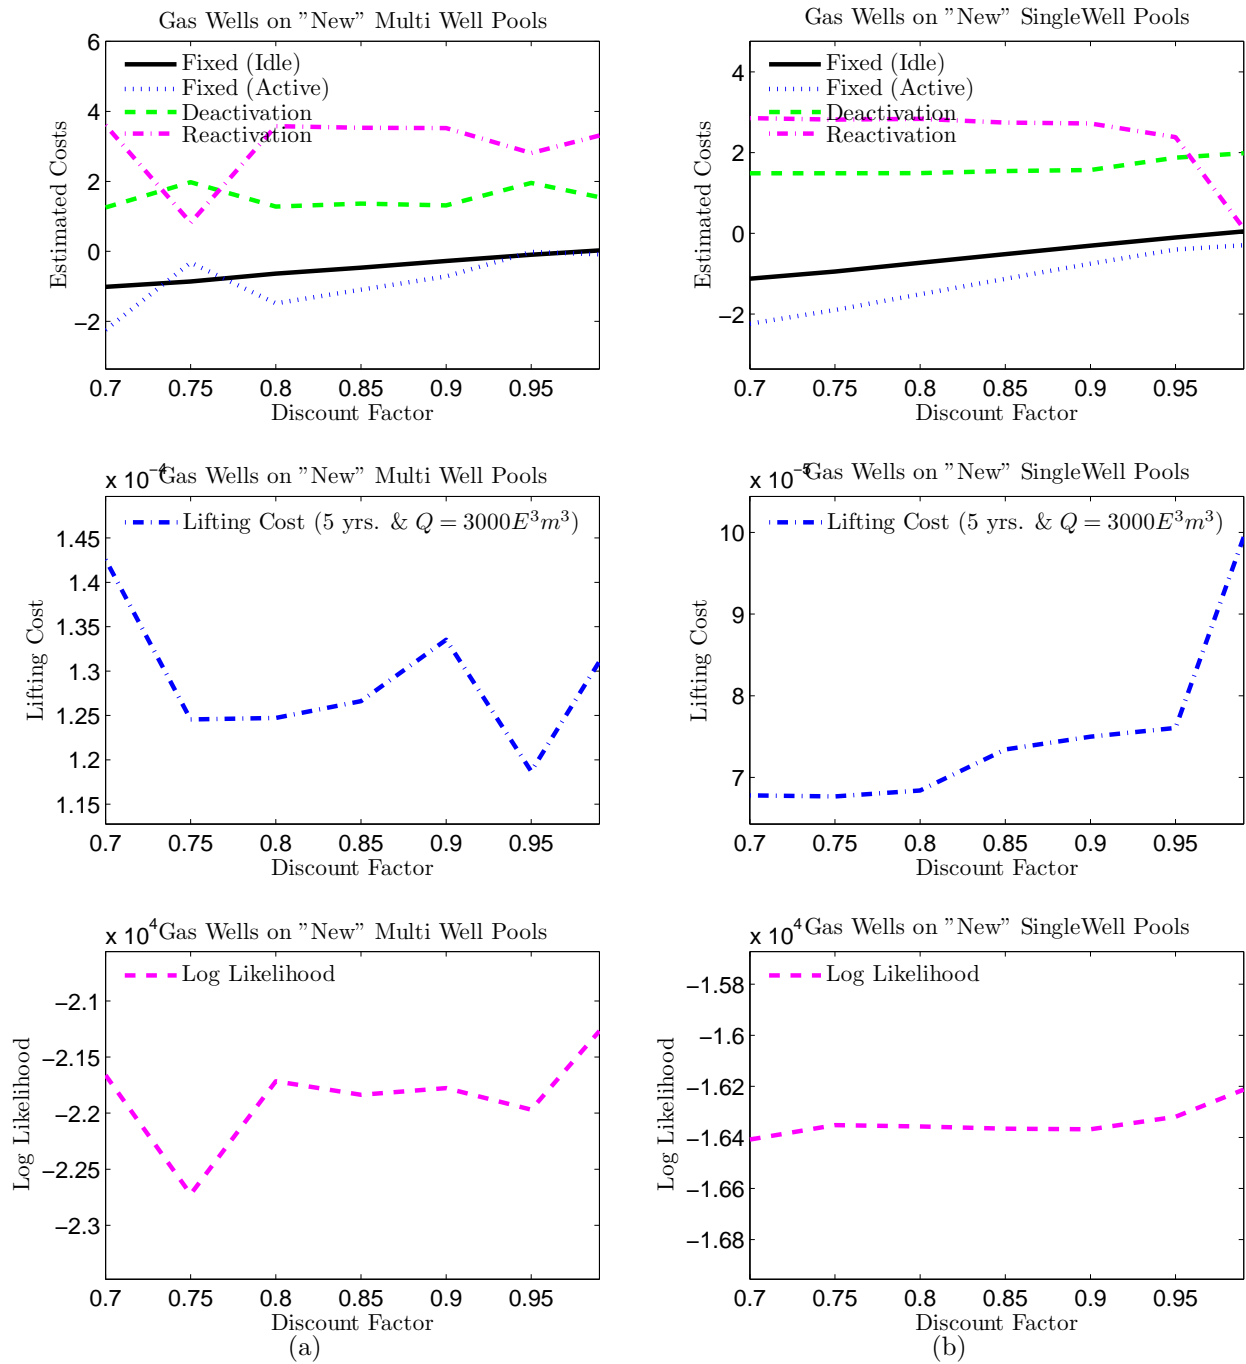 Gas Wells on ”New” Multi Well Pools
Fixed (Idle)
Fixed (Active)
Deactivation
Reactivation
Estimated Costs
6
4
2
0
−2
0.7 0.75 0.8 0.85 0.9 0.95
Discount Factor
Gas Wells on ”New” SingleWell Pools
Fixed (Idle)
Fixed (Active)
Deactivation
Reactivation
Estimated Costs
4
2
0
−2
0.7 0.75 0.8 0.85 0.9 0.95
Discount Factor
x 10⁻⁴
Gas Wells on ”New” Multi Well Pools
Lifting Cost (5 yrs. & Q = 3000E³m³)
Lifting Cost
1.45
1.4
1.35
1.3
1.25
1.2
1.15
0.7 0.75 0.8 0.85 0.9 0.95
Discount Factor
x 10⁻⁵
Gas Wells on ”New” SingleWell Pools
Lifting Cost (5 yrs. & Q = 3000E³m³)
Lifting Cost
10
9
8
7
0.7 0.75 0.8 0.85 0.9 0.95
Discount Factor
x 10⁴
Gas Wells on ”New” Multi Well Pools
Log Likelihood
Log Likelihood
−2.1
−2.15
−2.2
−2.25
−2.3
0.7 0.75 0.8 0.85 0.9 0.95
Discount Factor
(a)
x 10⁴
Gas Wells on ”New” SingleWell Pools
Log Likelihood
Log Likelihood
−1.58
−1.6
−1.62
−1.64
−1.66
−1.68
0.7 0.75 0.8 0.85 0.9 0.95
Discount Factor
(b)